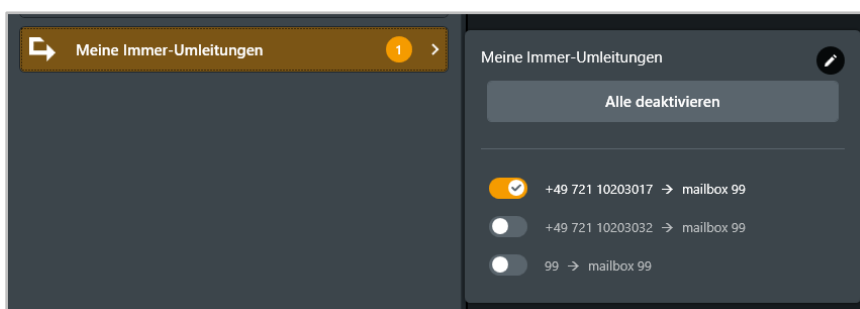 Meine Immer-Umleitungen 1
Meine Immer-Umleitungen
Alle deaktivieren
+49 721 10203017 → mailbox 99
+49 721 10203032 → mailbox 99
99 → mailbox 99